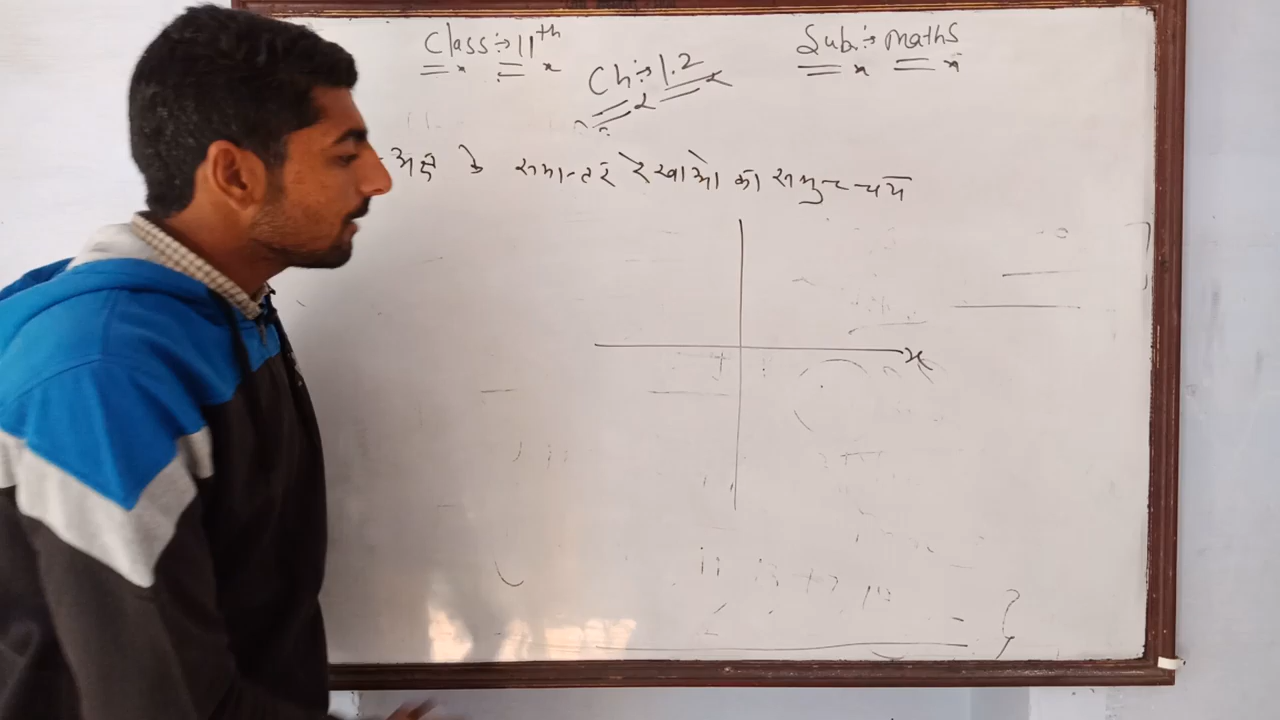 Class:- 11th
Sub:- maths
Ch:- 1.2
-अक्ष के समान्तर रेखाओं का समुच्चय
x